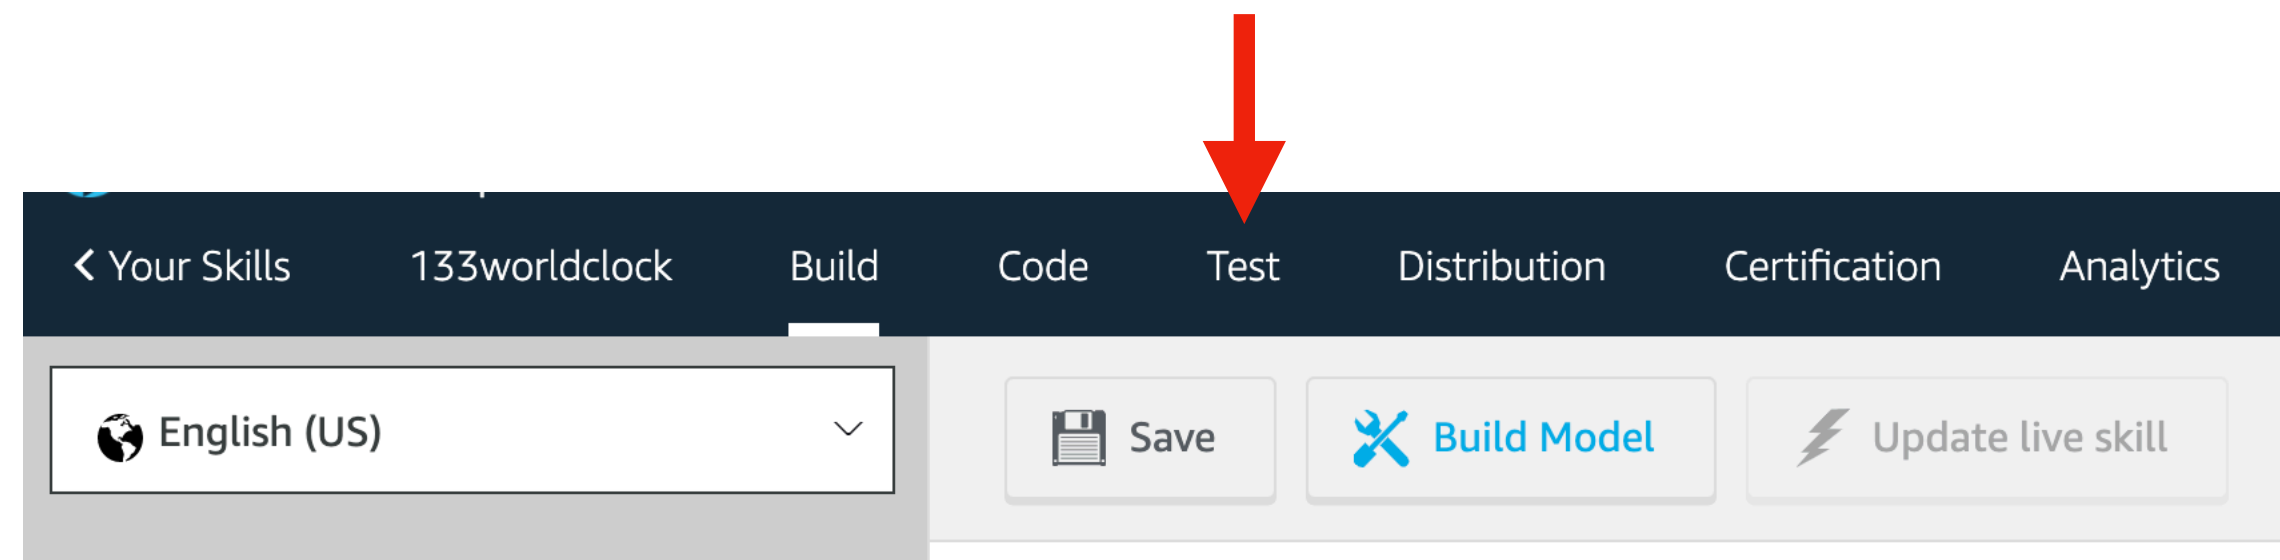 Your Skills 133worldclock Build Code Test Distribution Certification Analytics
English (US) Save Build Model Update live skill